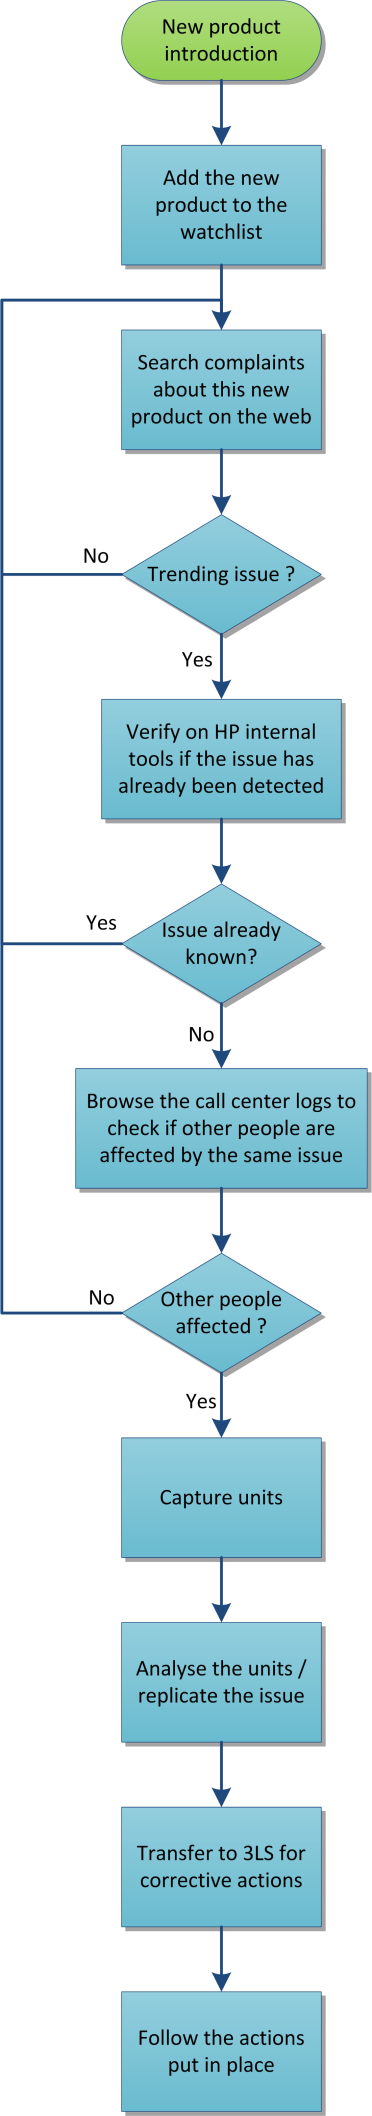 New product
introduction
Add the new
product to the
watchlist
Search complaints
about this new
product on the web
No
Trending issue ?
Yes
Verify on HP internal
tools if the issue has
already been detected
Yes
Issue already
known?
No
Browse the call center logs to
check if other people are
affected by the same issue
No
Other people
affected ?
Yes
Capture units
Analyse the units /
replicate the issue
Transfer to 3LS for
corrective actions
Follow the actions
put in place